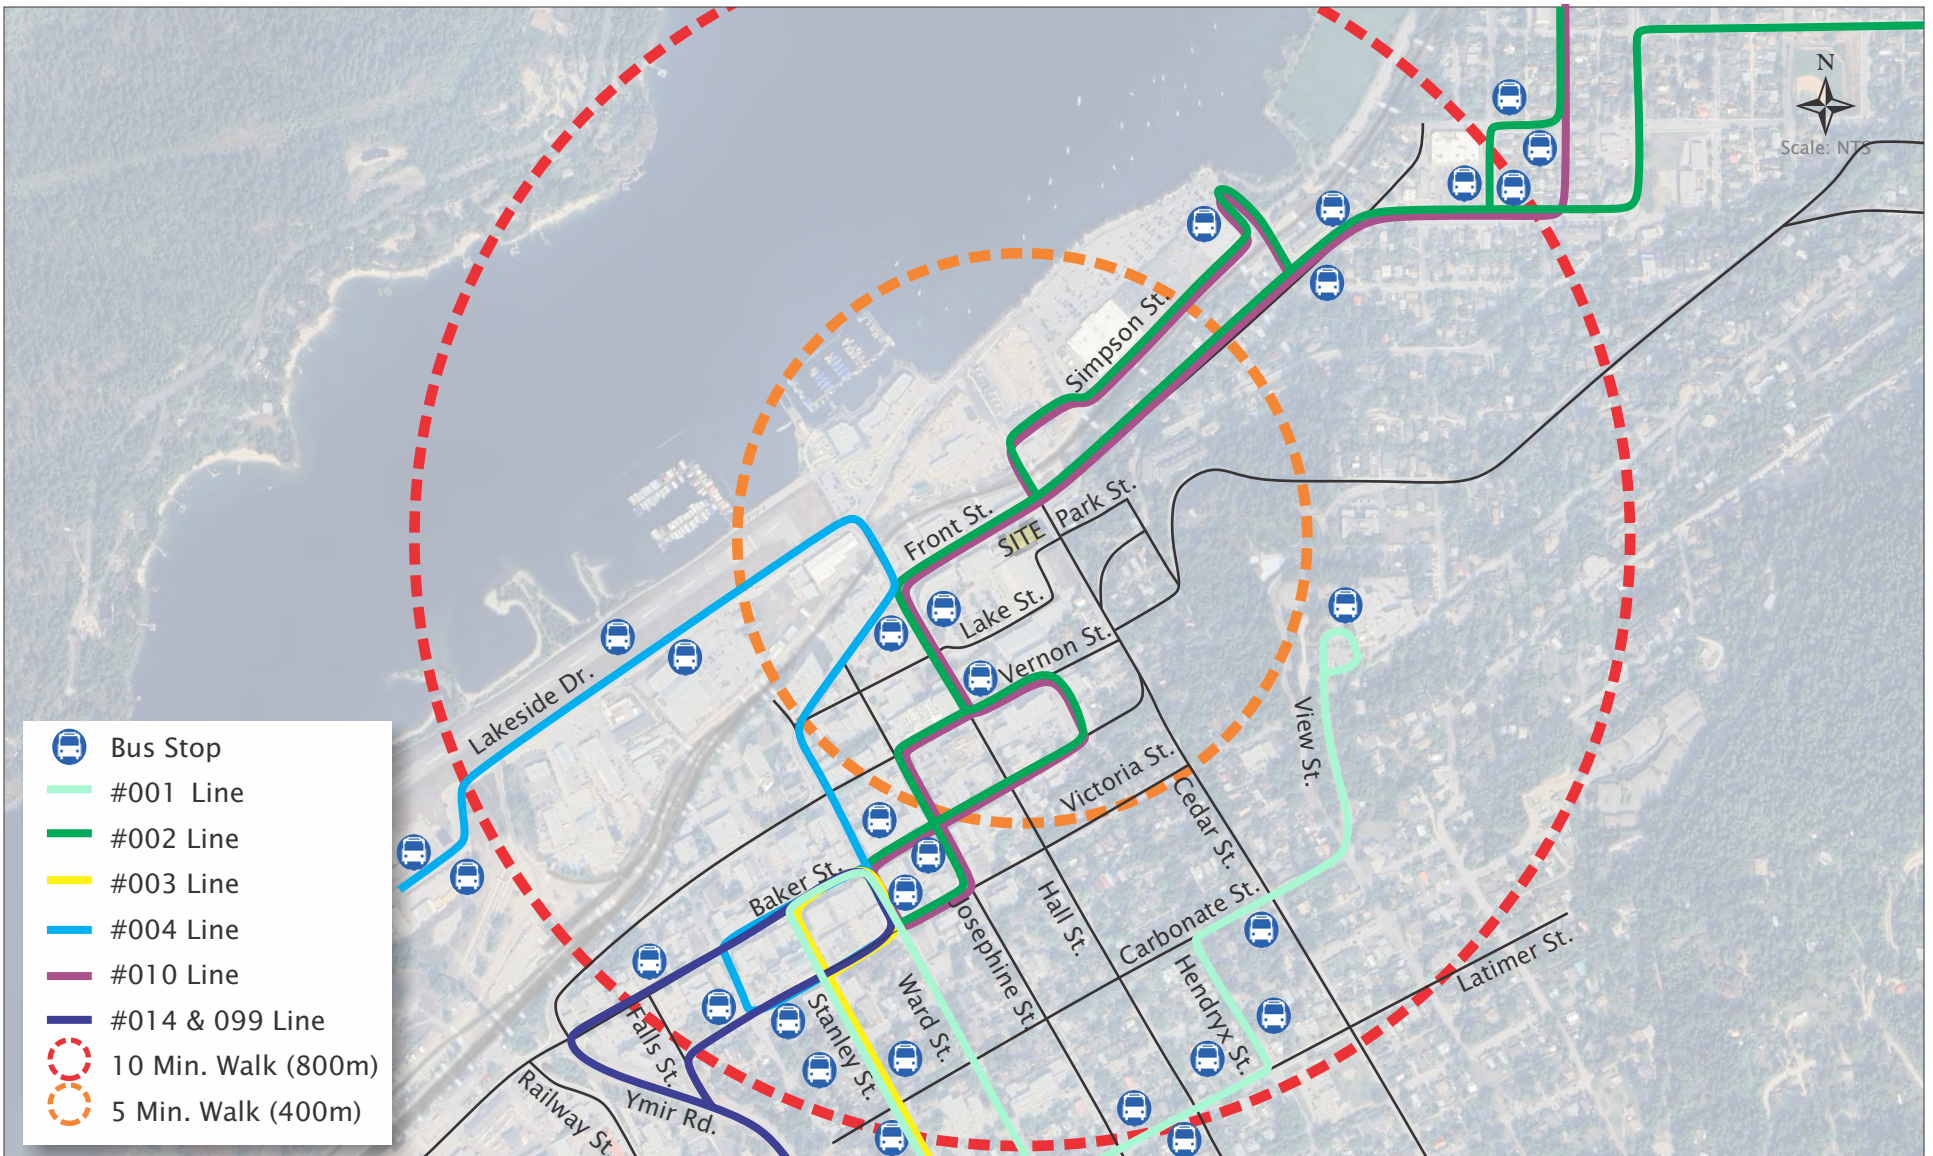 N
Scale: NTS
Simpson St.
Front St.
SITE
Park St.
Lake St.
Vernon St.
Lakeside Dr.
View St.
Victoria St.
Cedar St.
Baker St.
Josephine St.
Hall St.
Carbonate St.
Hendryx St.
Latimer St.
Ward St.
Stanley St.
Falls St.
Ymir Rd.
Railway St.
Bus Stop
#001 Line
#002 Line
#003 Line
#004 Line
#010 Line
#014 & 099 Line
10 Min. Walk (800m)
5 Min. Walk (400m)